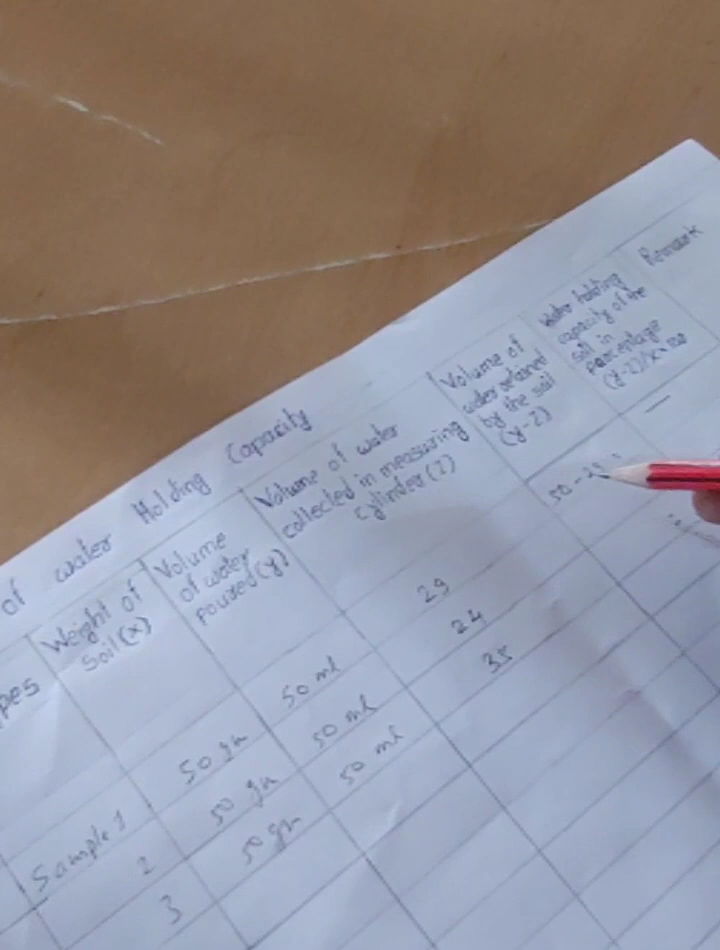 of water Holding Capacity
pes
Weight of
Soil (x)
Volume
of water
poured (y)
Volume of water
collected in measuring
cylinder (z)
Volume of
water retained
by the soil
(y-z)
Water holding
capacity of the
soil in
percentage
(y-z)/x × 100
Remark
Sample 1
50 gm
50 ml
29
50 -
2
50 gm
50 ml
24
3
50 gm
50 ml
35